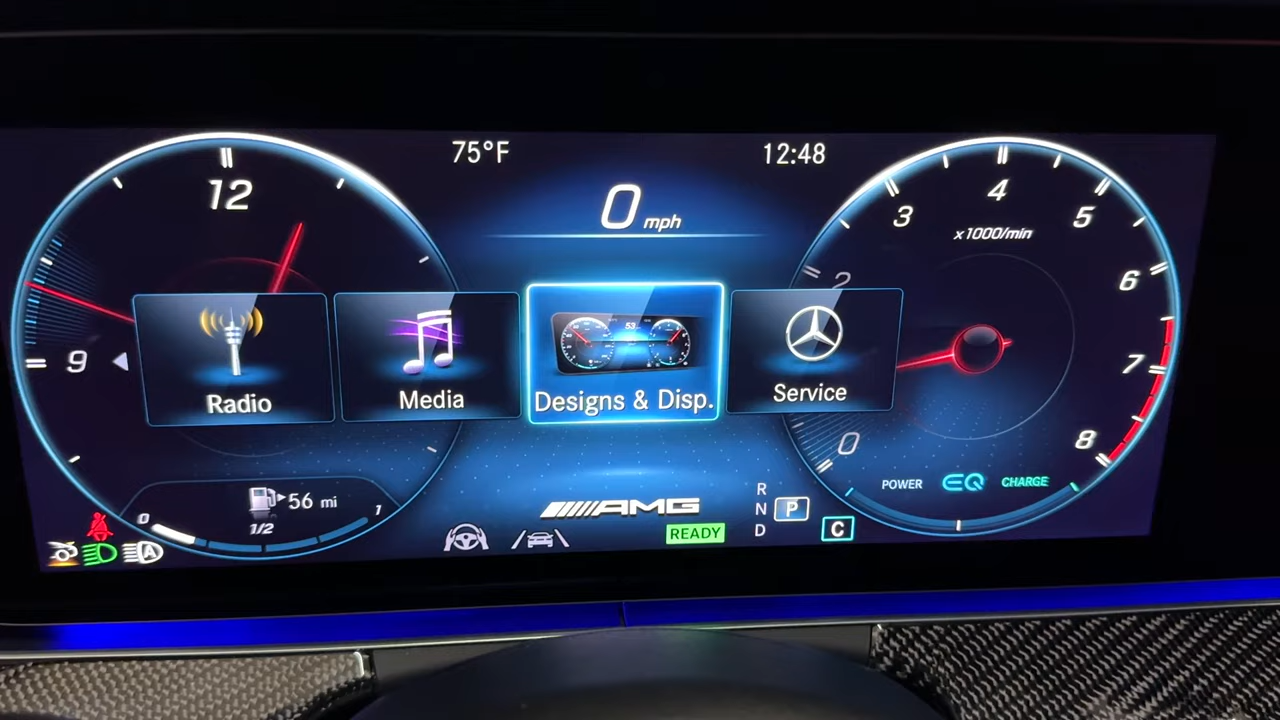 75°F
12:48
12
0 mph
3
4
5
x1000/min
6
2
9
7
Radio
Media
Designs & Disp.
Service
0
8
POWER
EQ
CHARGE
56 mi
0
1/2
1
AMG
R
N
P
D
READY
C
A